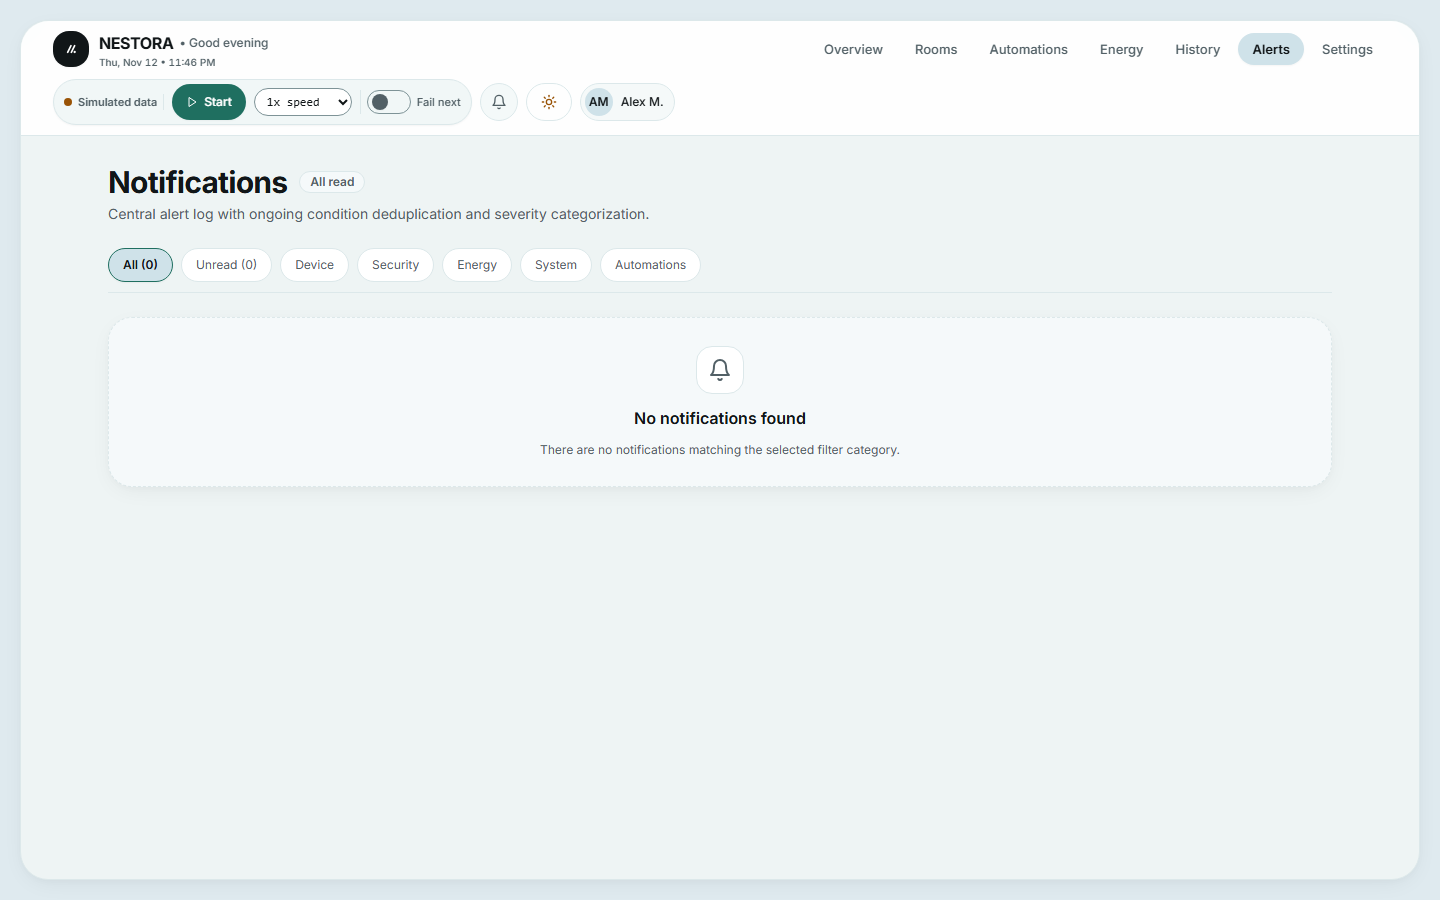 NESTORA • Good evening
Thu, Nov 12 • 11:46 PM
Overview Rooms Automations Energy History Alerts Settings
Simulated data Start 1x speed Fail next AM Alex M.
Notifications All read
Central alert log with ongoing condition deduplication and severity categorization.
All (0) Unread (0) Device Security Energy System Automations
No notifications found
There are no notifications matching the selected filter category.